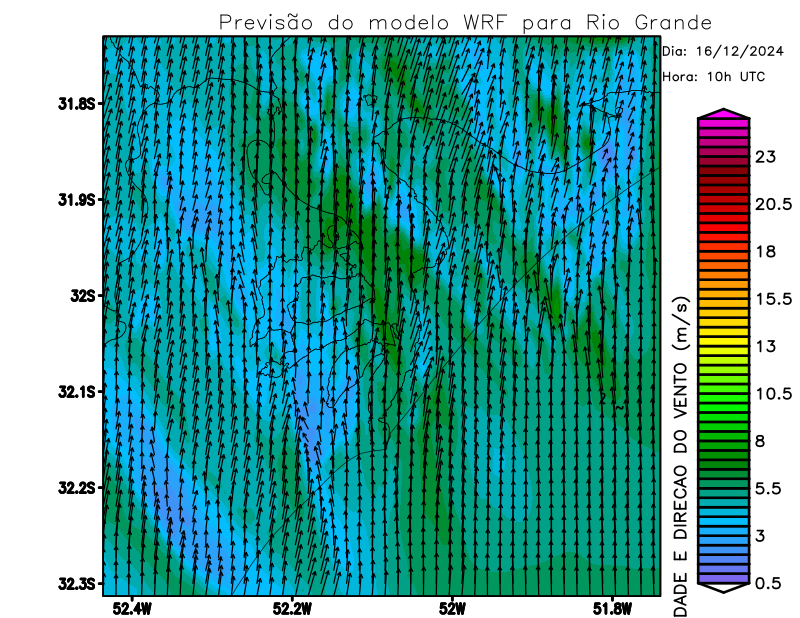 Previsão do modelo WRF para Rio Grande
Dia: 16/12/2024
Hora: 10h UTC
31.8S
31.9S
32S
32.1S
32.2S
32.3S
52.4W
52.2W
52W
51.8W
23
20.5
18
15.5
13
10.5
8
5.5
3
0.5
DADE E DIRECAO DO VENTO (m/s)